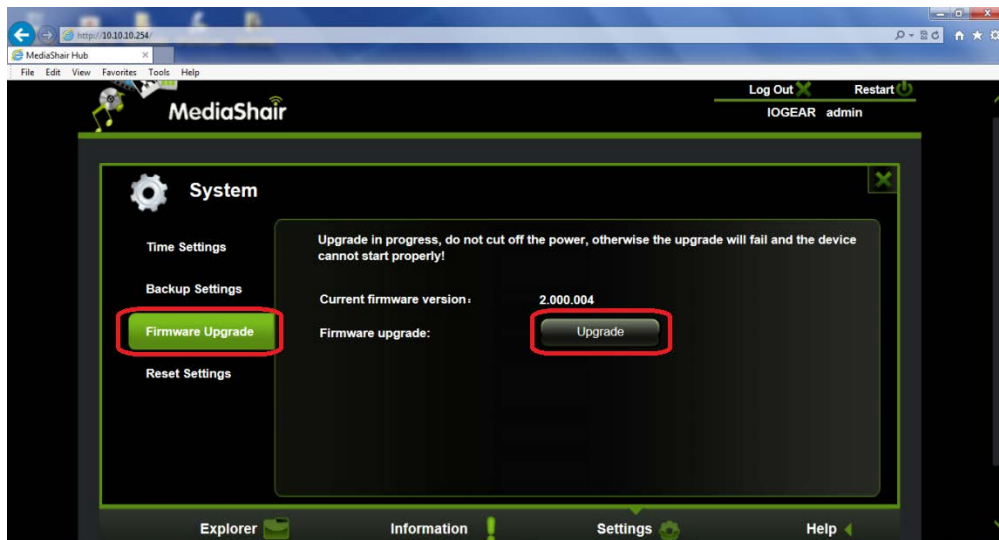 http://10.10.10.254/
MediaShair Hub
File Edit View Favorites Tools Help
MediaShair
Log Out Restart
IOGEAR admin
System
Time Settings
Backup Settings
Firmware Upgrade
Reset Settings
Upgrade in progress, do not cut off the power, otherwise the upgrade will fail and the device
cannot start properly!
Current firmware version: 2.000.004
Firmware upgrade: Upgrade
Explorer Information Settings Help